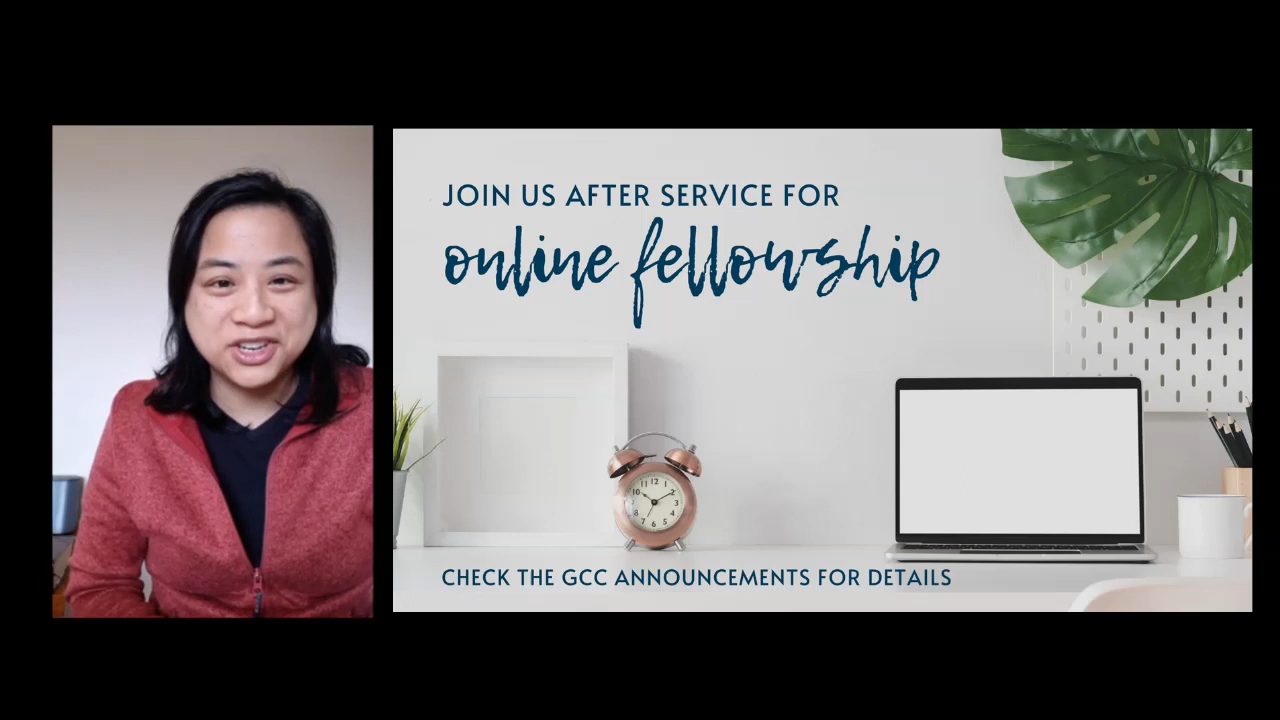 JOIN US AFTER SERVICE FOR
online fellowship
CHECK THE GCC ANNOUNCEMENTS FOR DETAILS